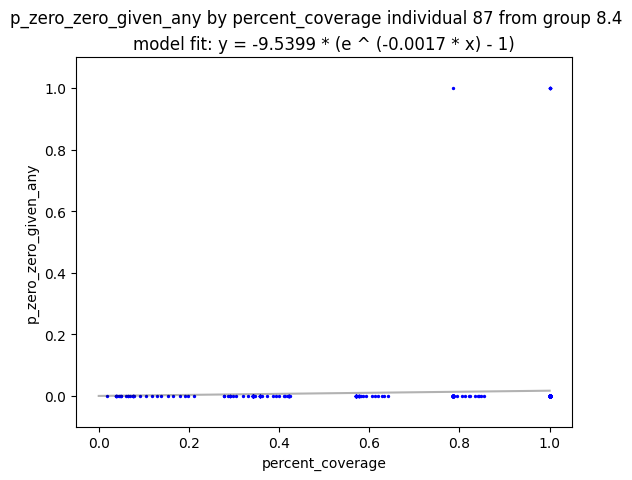 p_zero_zero_given_any by percent_coverage individual 87 from group 8.4
model fit: y = -9.5399 * (e ^ (-0.0017 * x) - 1)
1.0
0.8
0.6
0.4
0.2
0.0
p_zero_zero_given_any
0.0 0.2 0.4 0.6 0.8 1.0
percent_coverage